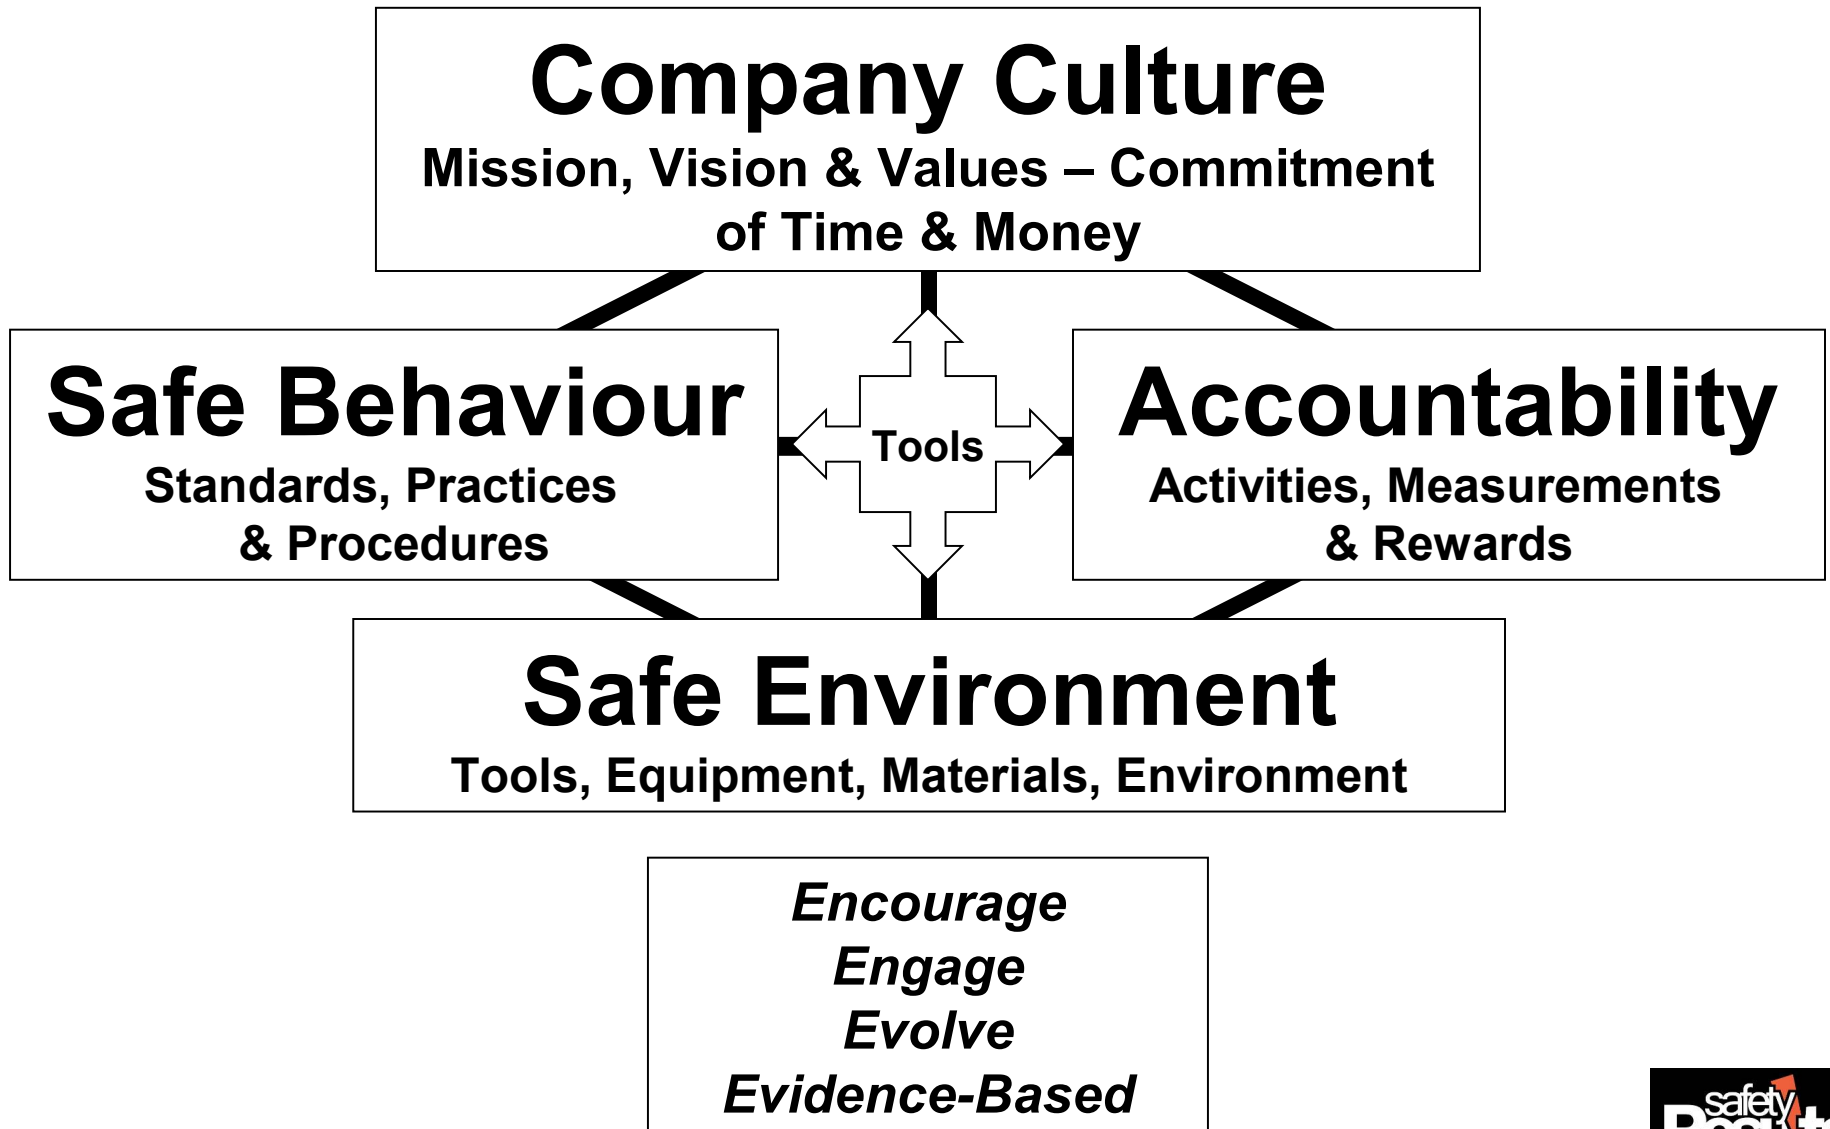 Company Culture
Mission, Vision & Values – Commitment
of Time & Money
Safe Behaviour
Standards, Practices
& Procedures
Tools
Accountability
Activities, Measurements
& Rewards
Safe Environment
Tools, Equipment, Materials, Environment
Encourage
Engage
Evolve
Evidence-Based
safety